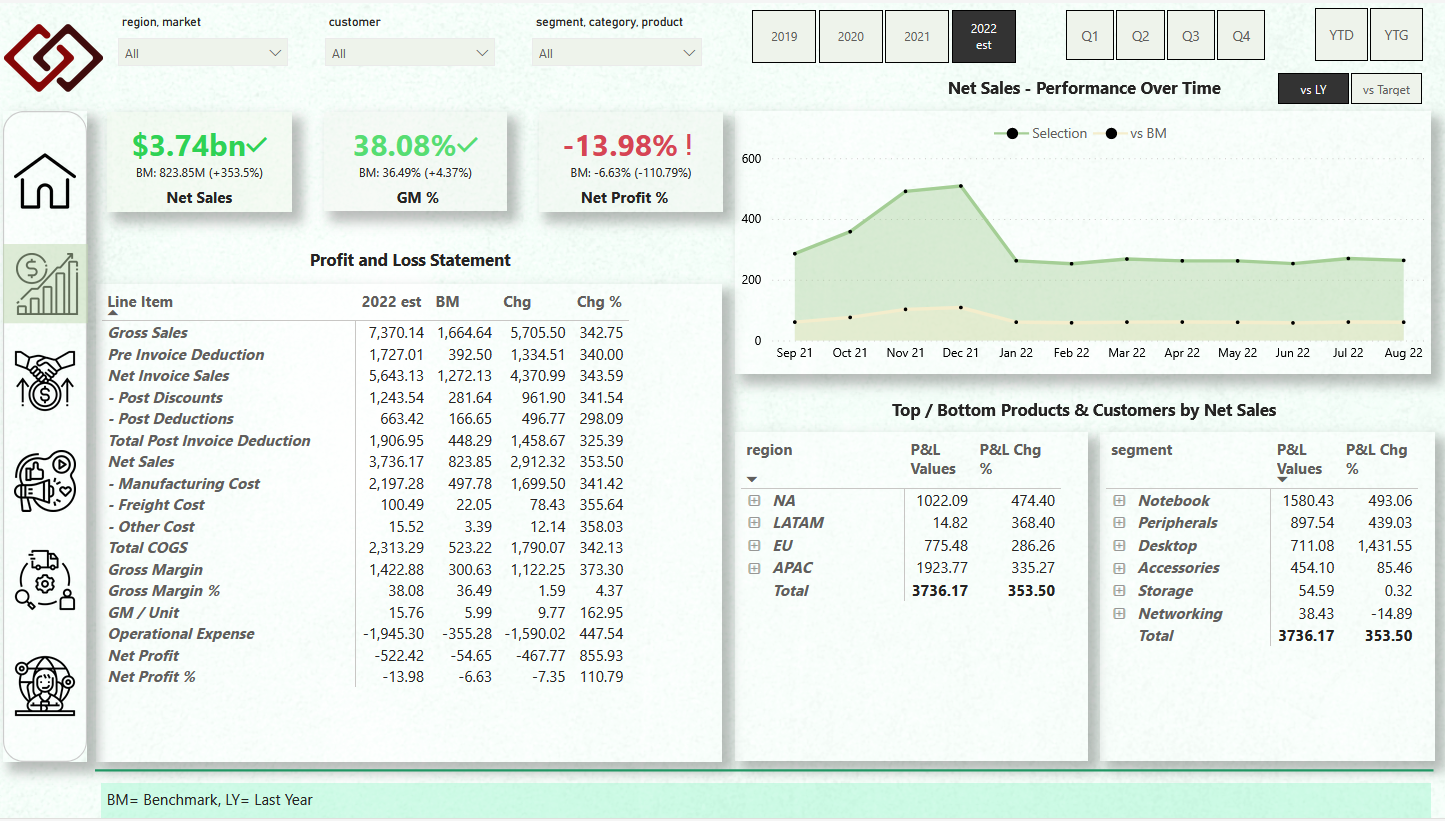 region, market
customer
segment, category, product
All
All
All
2019
2020
2021
2022
est
Q1
Q2
Q3
Q4
YTD
YTG
Net Sales - Performance Over Time
vs LY
vs Target
$3.74bn
BM: 823.85M (+353.5%)
Net Sales
38.08%
BM: 36.49% (+4.37%)
GM %
-13.98% !
BM: -6.63% (-110.79%)
Net Profit %
Selection
vs BM
600
400
200
0
Sep 21 Oct 21 Nov 21 Dec 21 Jan 22 Feb 22 Mar 22 Apr 22 May 22 Jun 22 Jul 22 Aug 22
Profit and Loss Statement
Line Item 2022 est BM Chg Chg %
Gross Sales 7,370.14 1,664.64 5,705.50 342.75
Pre Invoice Deduction 1,727.01 392.50 1,334.51 340.00
Net Invoice Sales 5,643.13 1,272.13 4,370.99 343.59
- Post Discounts 1,243.54 281.64 961.90 341.54
- Post Deductions 663.42 166.65 496.77 298.09
Total Post Invoice Deduction 1,906.95 448.29 1,458.67 325.39
Net Sales 3,736.17 823.85 2,912.32 353.50
- Manufacturing Cost 2,197.28 497.78 1,699.50 341.42
- Freight Cost 100.49 22.05 78.43 355.64
- Other Cost 15.52 3.39 12.14 358.03
Total COGS 2,313.29 523.22 1,790.07 342.13
Gross Margin 1,422.88 300.63 1,122.25 373.30
Gross Margin % 38.08 36.49 1.59 4.37
GM / Unit 15.76 5.99 9.77 162.95
Operational Expense -1,945.30 -355.28 -1,590.02 447.54
Net Profit -522.42 -54.65 -467.77 855.93
Net Profit % -13.98 -6.63 -7.35 110.79
Top / Bottom Products & Customers by Net Sales
region P&L Values P&L Chg %
NA 1022.09 474.40
LATAM 14.82 368.40
EU 775.48 286.26
APAC 1923.77 335.27
Total 3736.17 353.50
segment P&L Values P&L Chg %
Notebook 1580.43 493.06
Peripherals 897.54 439.03
Desktop 711.08 1,431.55
Accessories 454.10 85.46
Storage 54.59 0.32
Networking 38.43 -14.89
Total 3736.17 353.50
BM= Benchmark, LY= Last Year